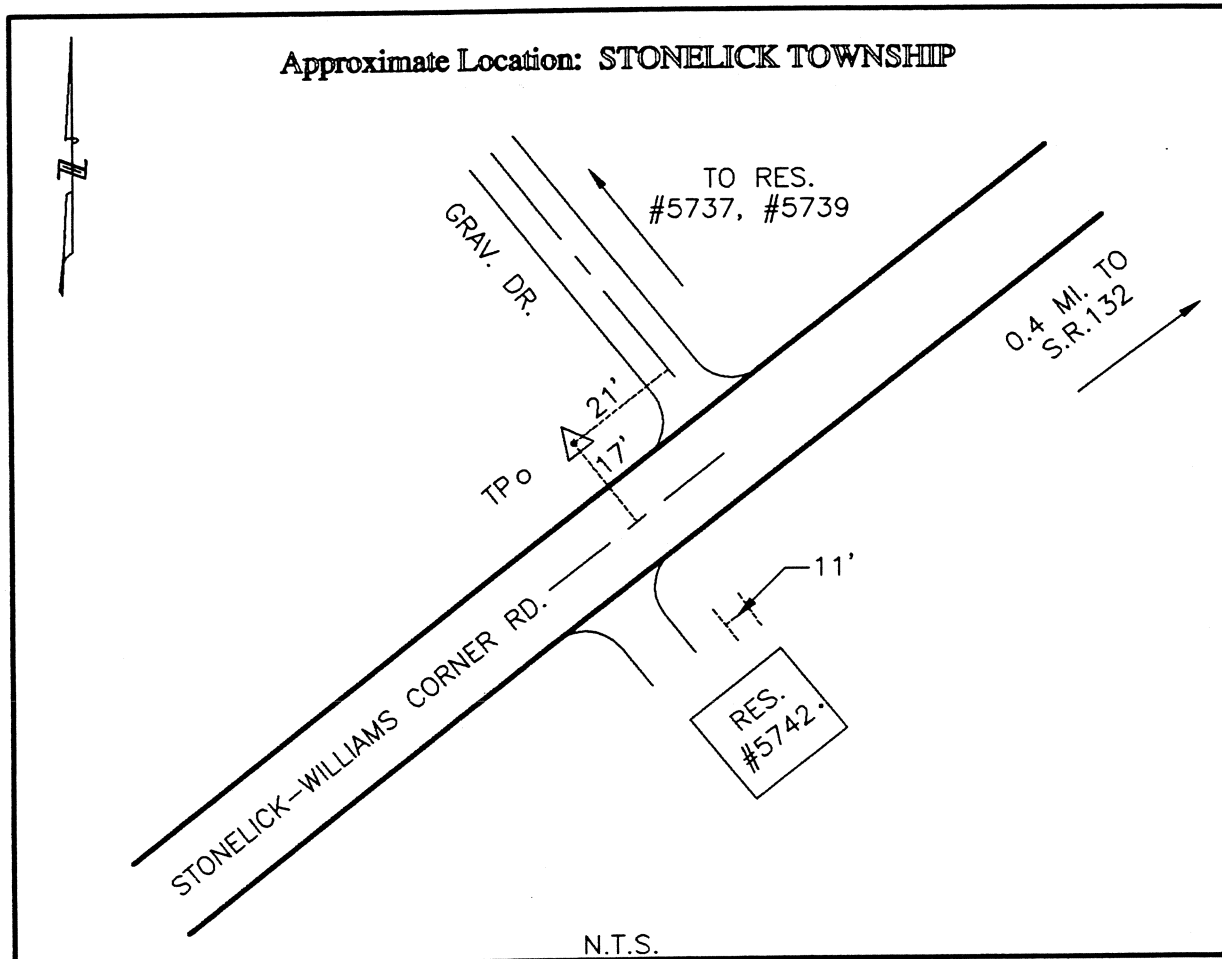 Approximate Location: STONELICK TOWNSHIP
N
TO RES.
#5737, #5739
GRAV. DR.
0.4 MI. TO
S.R.132
21'
17'
TP
11'
STONELICK-WILLIAMS CORNER RD.
RES.
#5742.
N.T.S.